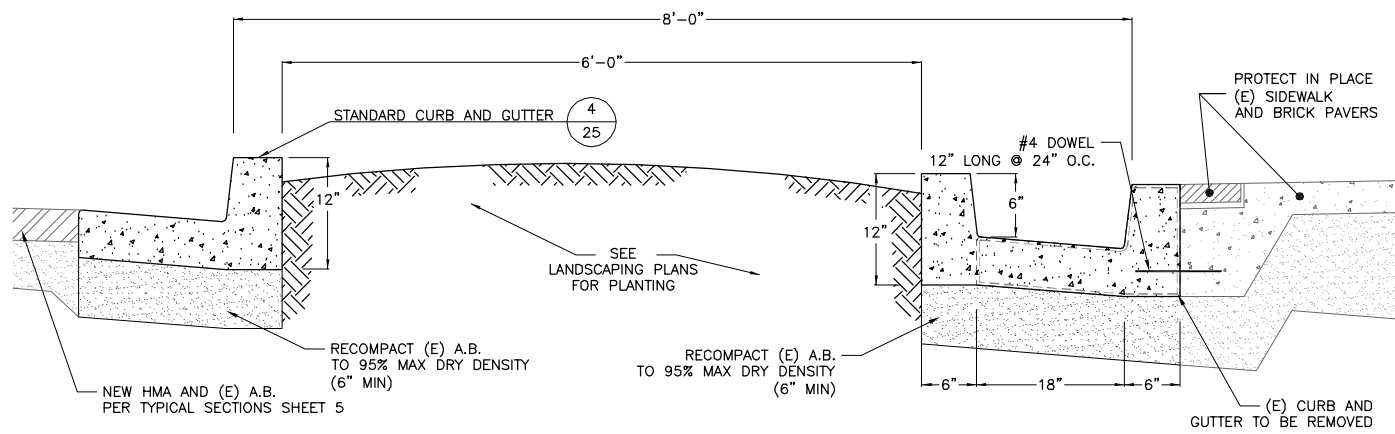 8'-0"
6'-0"
STANDARD CURB AND GUTTER
4
25
PROTECT IN PLACE
(E) SIDEWALK
AND BRICK PAVERS
#4 DOWEL
12" LONG @ 24" O.C.
12"
6"
12"
SEE
LANDSCAPING PLANS
FOR PLANTING
RECOMPACT (E) A.B.
TO 95% MAX DRY DENSITY
(6" MIN)
RECOMPACT (E) A.B.
TO 95% MAX DRY DENSITY
(6" MIN)
6"
18"
6"
NEW HMA AND (E) A.B.
PER TYPICAL SECTIONS SHEET 5
(E) CURB AND
GUTTER TO BE REMOVED